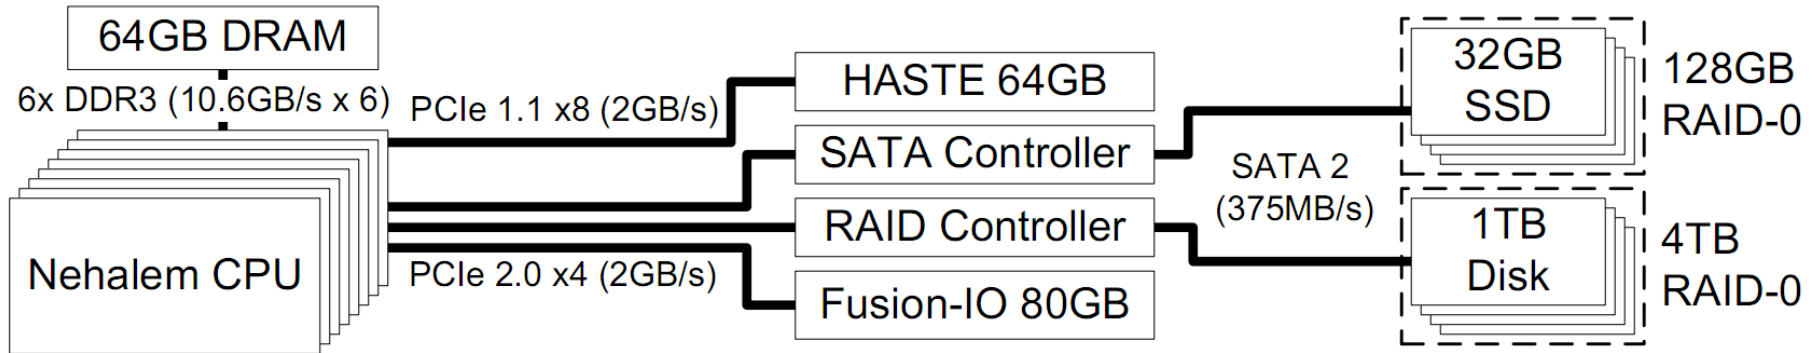 64GB DRAM
6x DDR3 (10.6GB/s x 6)
Nehalem CPU
PCIe 1.1 x8 (2GB/s)
PCIe 2.0 x4 (2GB/s)
HASTE 64GB
SATA Controller
RAID Controller
Fusion-IO 80GB
SATA 2
(375MB/s)
32GB
SSD
128GB
RAID-0
1TB
Disk
4TB
RAID-0